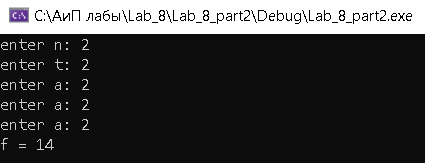 C:\АиП лабы\Lab_8\Lab_8_part2\Debug\Lab_8_part2.exe
enter n: 2
enter t: 2
enter a: 2
enter a: 2
enter a: 2
f = 14